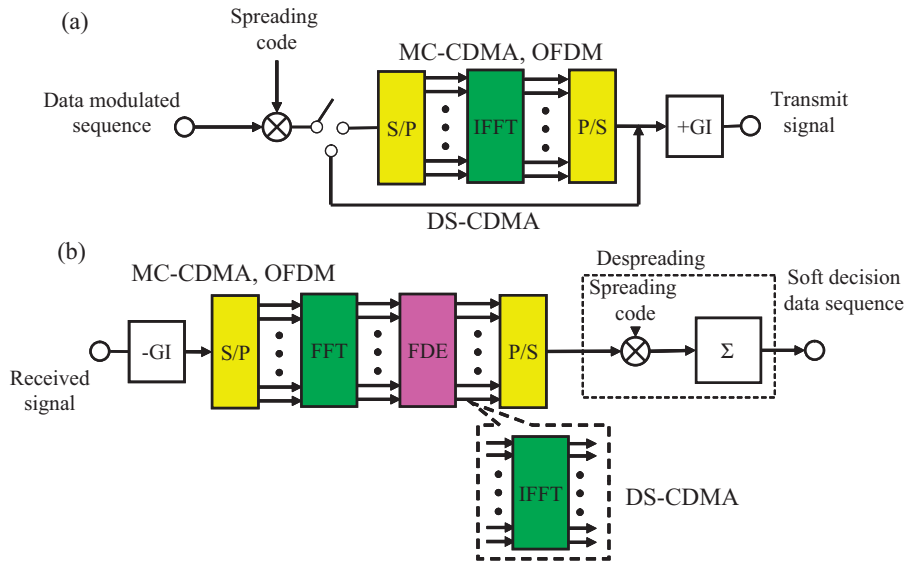 (a)
Spreading
code
MC-CDMA, OFDM
Data modulated
sequence
S/P
IFFT
P/S
+GI
Transmit
signal
DS-CDMA
(b)
MC-CDMA, OFDM
Despreading
Spreading
code
Soft decision
data sequence
-GI
S/P
FFT
FDE
P/S
Σ
Received
signal
IFFT
DS-CDMA